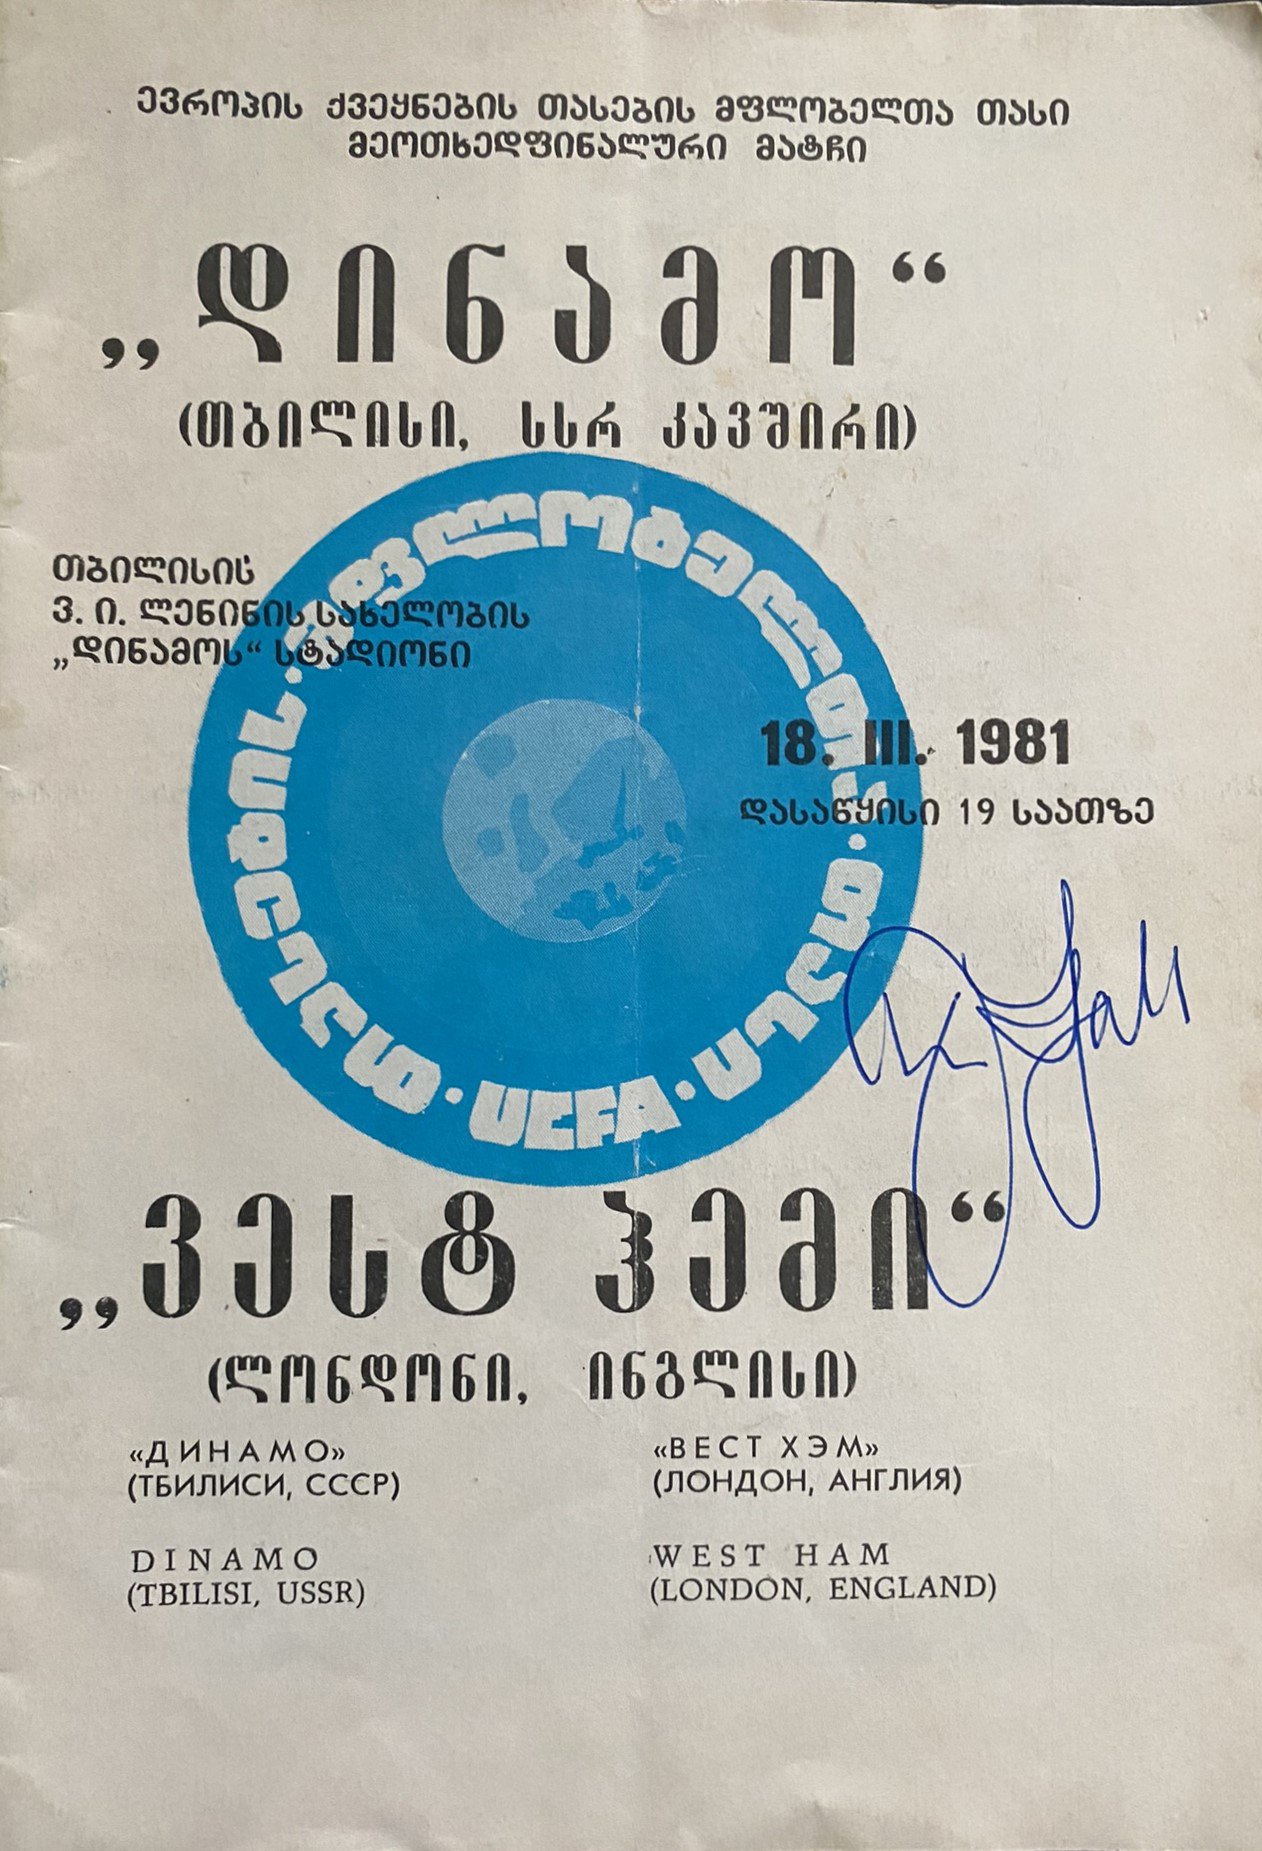 ევროპის ქვეყნების თასების მფლობელთა თასი
მეოთხედფინალური მატჩი
„დინამო“
(თბილისი, სსრ კავშირი)
თბილისის
ვ. ი. ლენინის სახელობის
„დინამოს“ სტადიონი
18. III. 1981
დასაწყისი 19 საათზე
UEFA
„ვესტ ჰემი“
(ლონდონი, ინგლისი)
«ДИНАМО»
(ТБИЛИСИ, СССР)
«ВЕСТ ХЭМ»
(ЛОНДОН, АНГЛИЯ)
DINAMO
(TBILISI, USSR)
WEST HAM
(LONDON, ENGLAND)